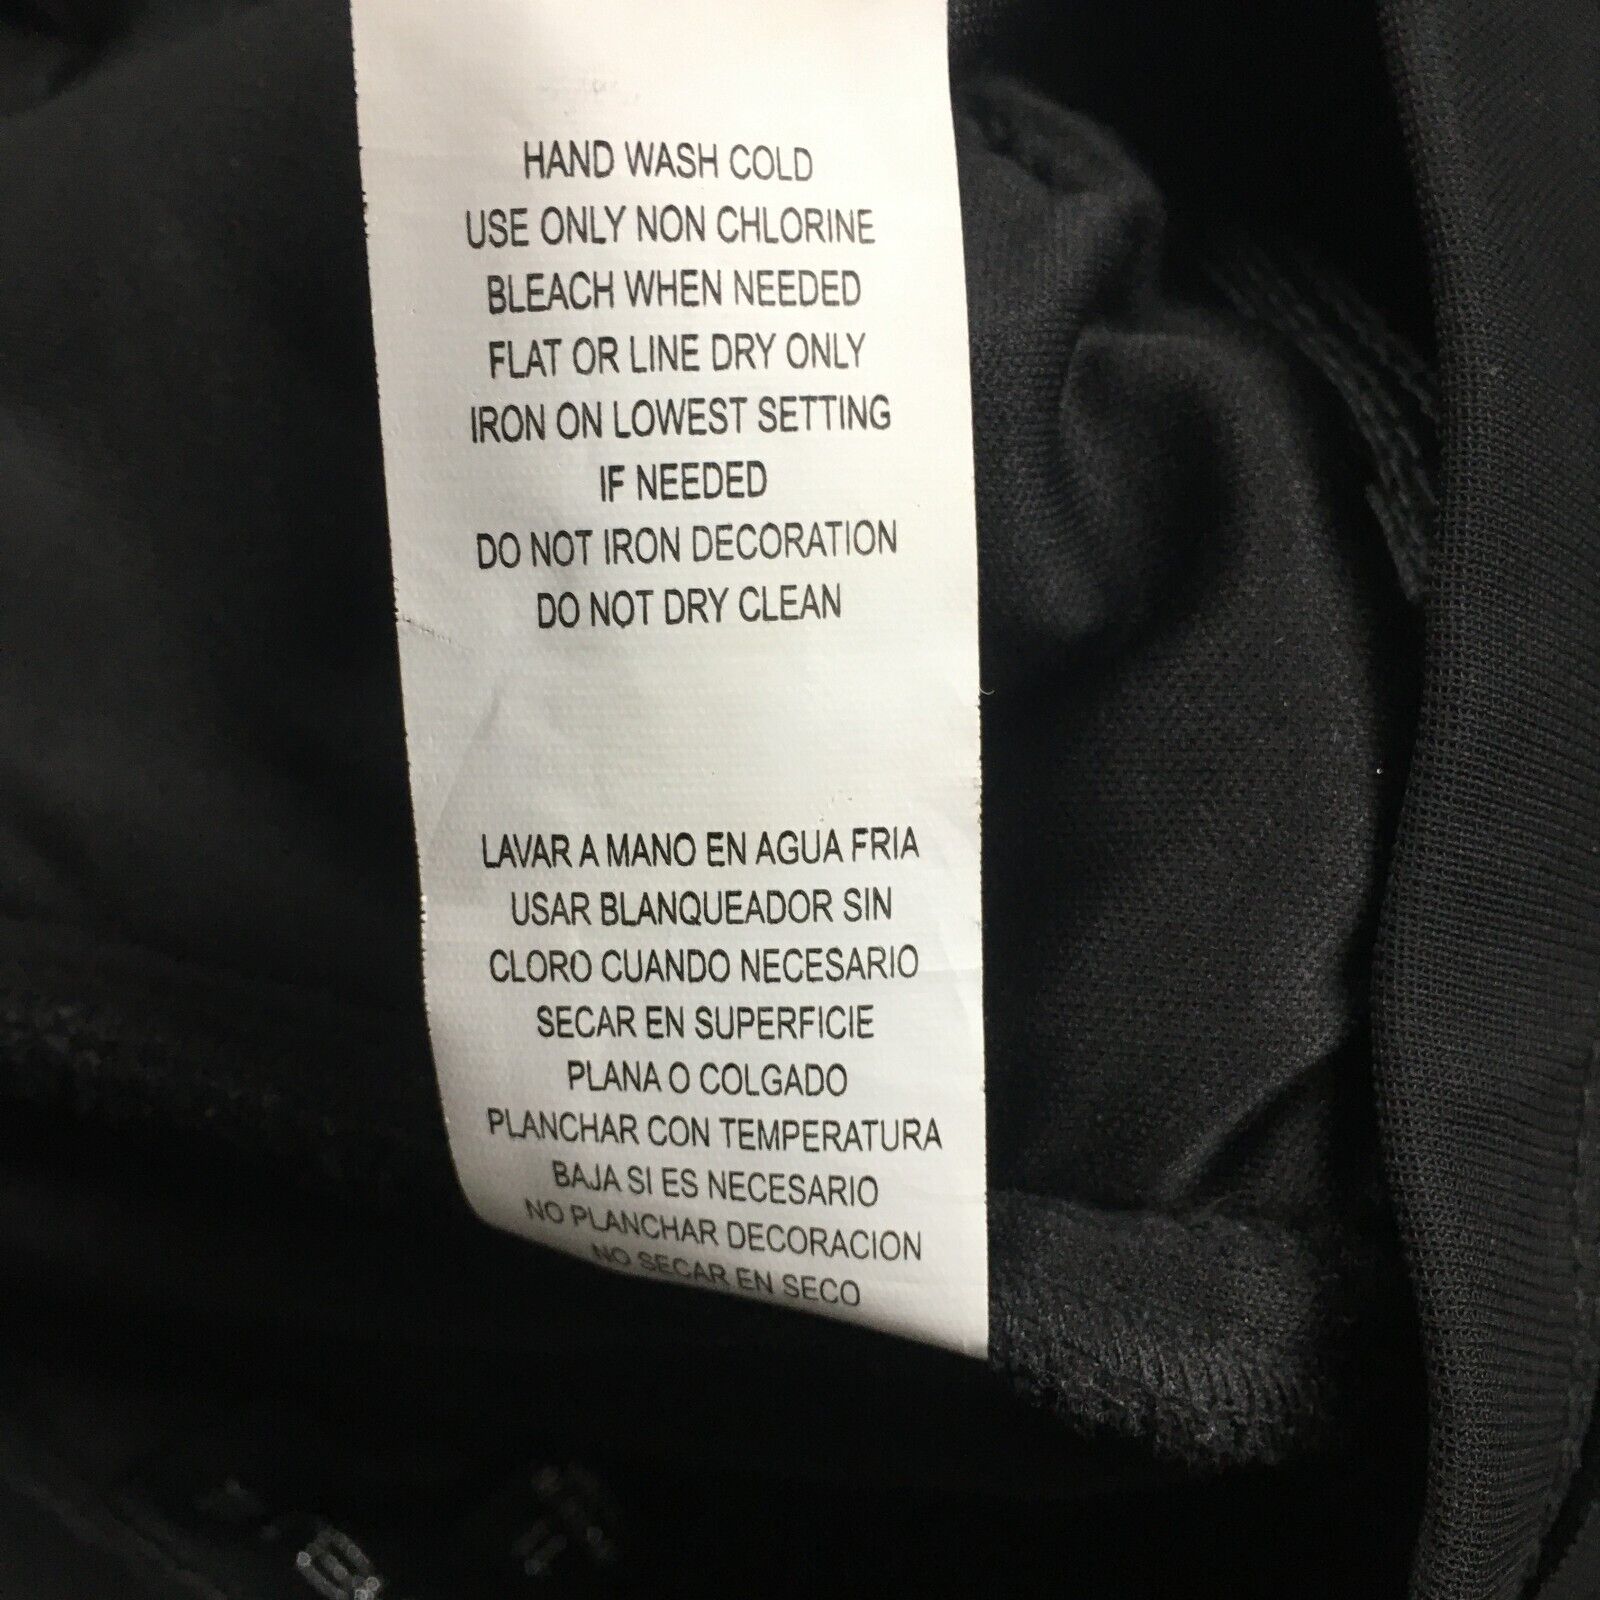 HAND WASH COLD
USE ONLY NON CHLORINE
BLEACH WHEN NEEDED
FLAT OR LINE DRY ONLY
IRON ON LOWEST SETTING
IF NEEDED
DO NOT IRON DECORATION
DO NOT DRY CLEAN
LAVAR A MANO EN AGUA FRIA
USAR BLANQUEADOR SIN
CLORO CUANDO NECESARIO
SECAR EN SUPERFICIE
PLANA O COLGADO
PLANCHAR CON TEMPERATURA
BAJA SI ES NECESARIO
NO PLANCHAR DECORACION
NO SECAR EN SECO